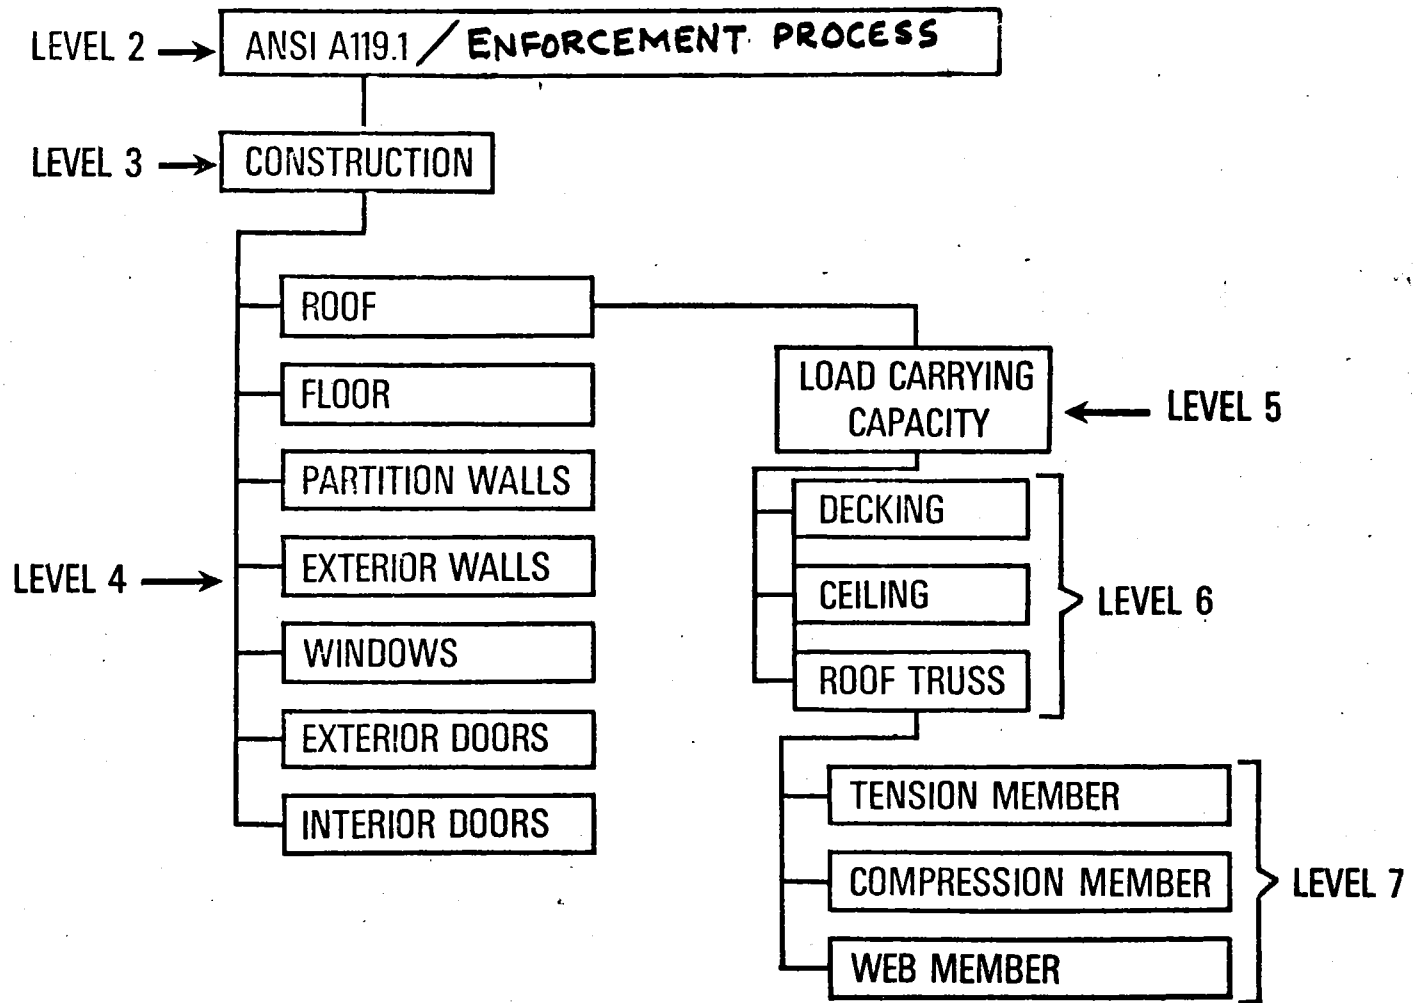 LEVEL 2
ANSI A119.1 / ENFORCEMENT PROCESS
LEVEL 3
CONSTRUCTION
ROOF
FLOOR
PARTITION WALLS
EXTERIOR WALLS
WINDOWS
EXTERIOR DOORS
INTERIOR DOORS
LEVEL 4
LOAD CARRYING
CAPACITY
LEVEL 5
DECKING
CEILING
ROOF TRUSS
LEVEL 6
TENSION MEMBER
COMPRESSION MEMBER
WEB MEMBER
LEVEL 7